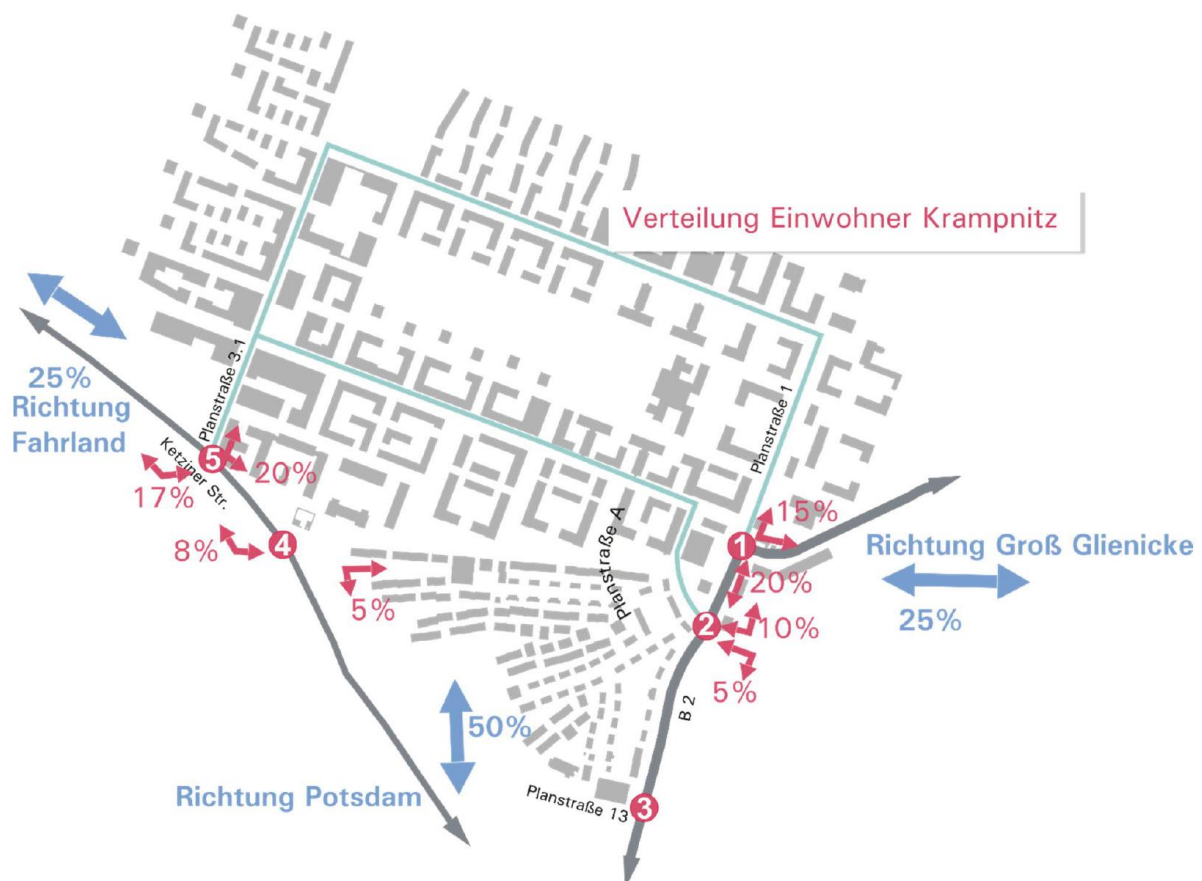 Verteilung Einwohner Krampnitz
Planstraße 3.1
25%
Richtung
Fahrland
Planstraße 1
5
20%
Ketziner Str.
17%
8%
4
15%
1
Richtung Groß Glienicke
25%
Planstraße A
20%
5%
2
10%
5%
B 2
50%
Richtung Potsdam
Planstraße 13
3